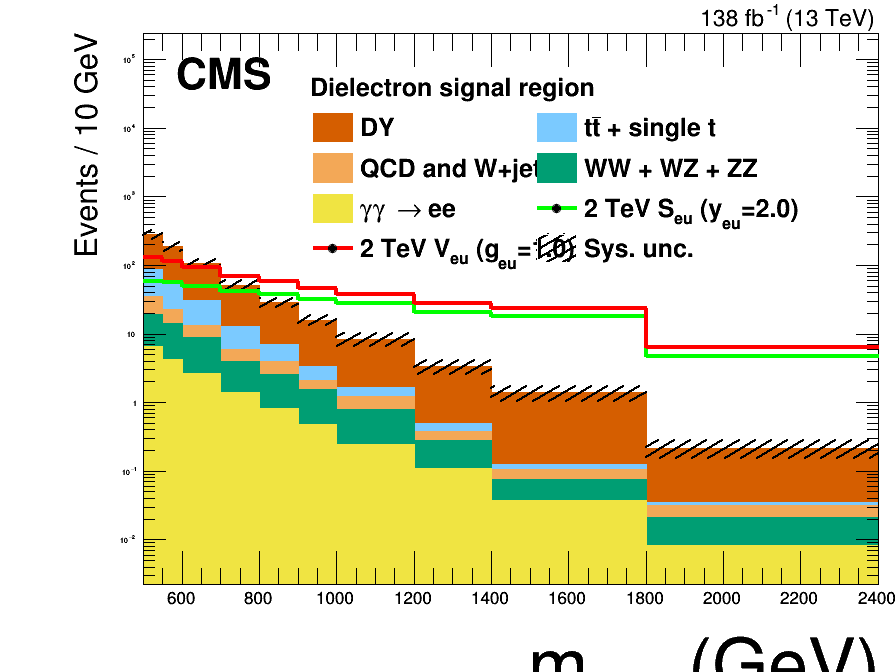 138 fb⁻¹ (13 TeV)
CMS
Dielectron signal region
DY
tt̄ + single t
QCD and W+jet
WW + WZ + ZZ
γγ → ee
2 TeV S_eu (y_eu=2.0)
2 TeV V_eu (g_eu=1.0)
Sys. unc.
Events / 10 GeV
10⁵
10⁴
10³
10²
10
1
10⁻¹
10⁻²
600 800 1000 1200 1400 1600 1800 2000 2200 2400
m (GeV)